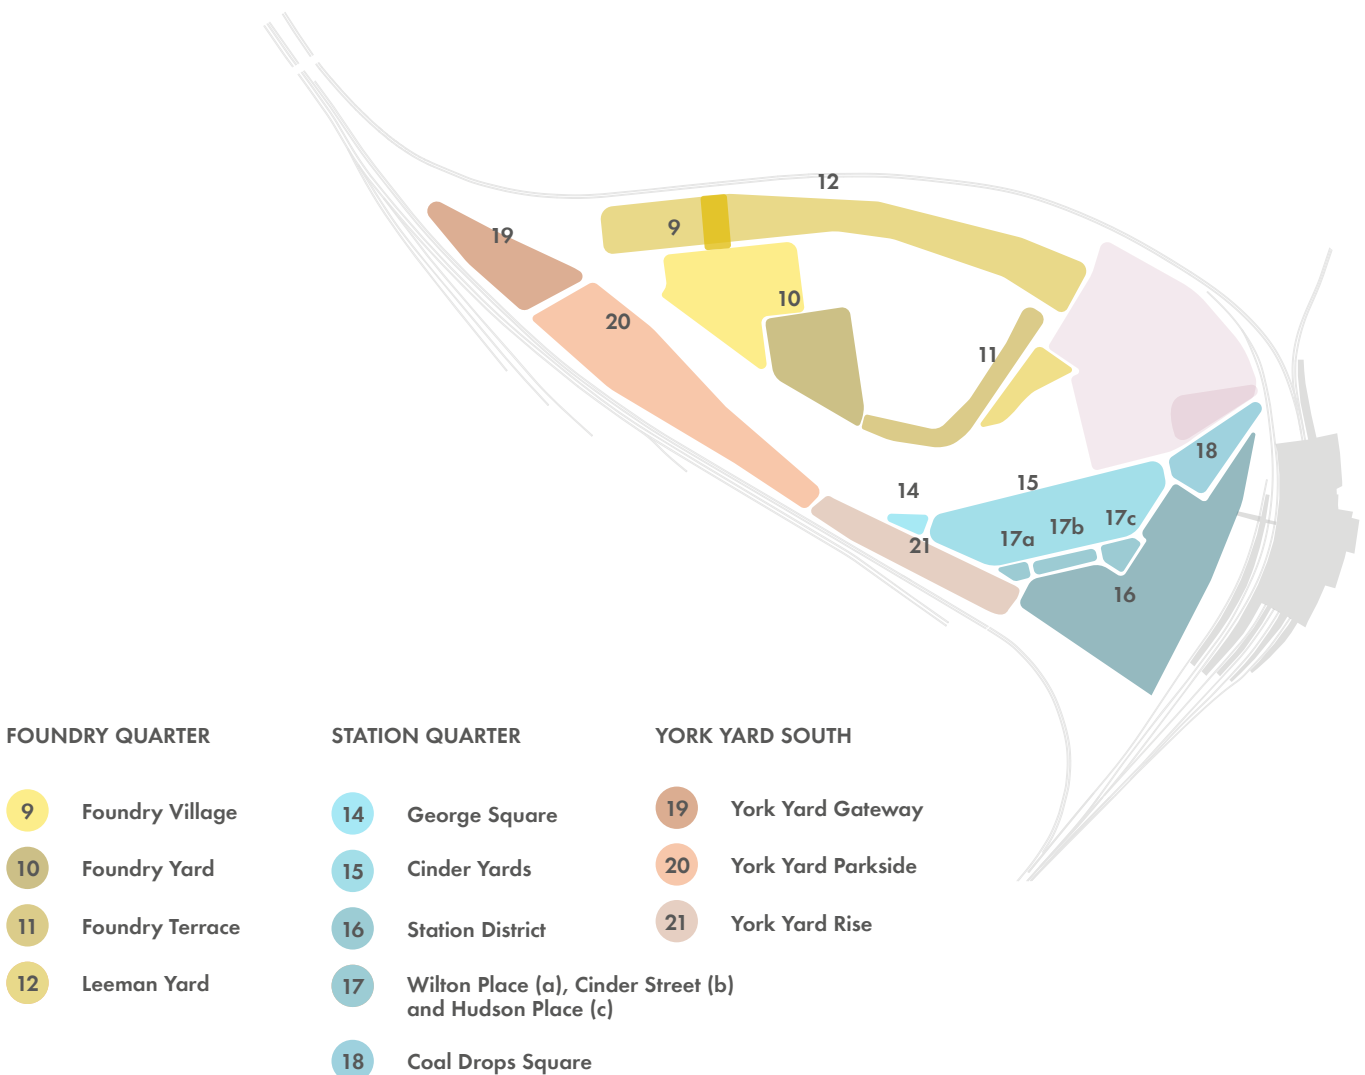 12
9
19
10
20
11
18
15
14
17c
17b
17a
21
16
FOUNDRY QUARTER
9 Foundry Village
10 Foundry Yard
11 Foundry Terrace
12 Leeman Yard
STATION QUARTER
14 George Square
15 Cinder Yards
16 Station District
17 Wilton Place (a), Cinder Street (b)
and Hudson Place (c)
18 Coal Drops Square
YORK YARD SOUTH
19 York Yard Gateway
20 York Yard Parkside
21 York Yard Rise